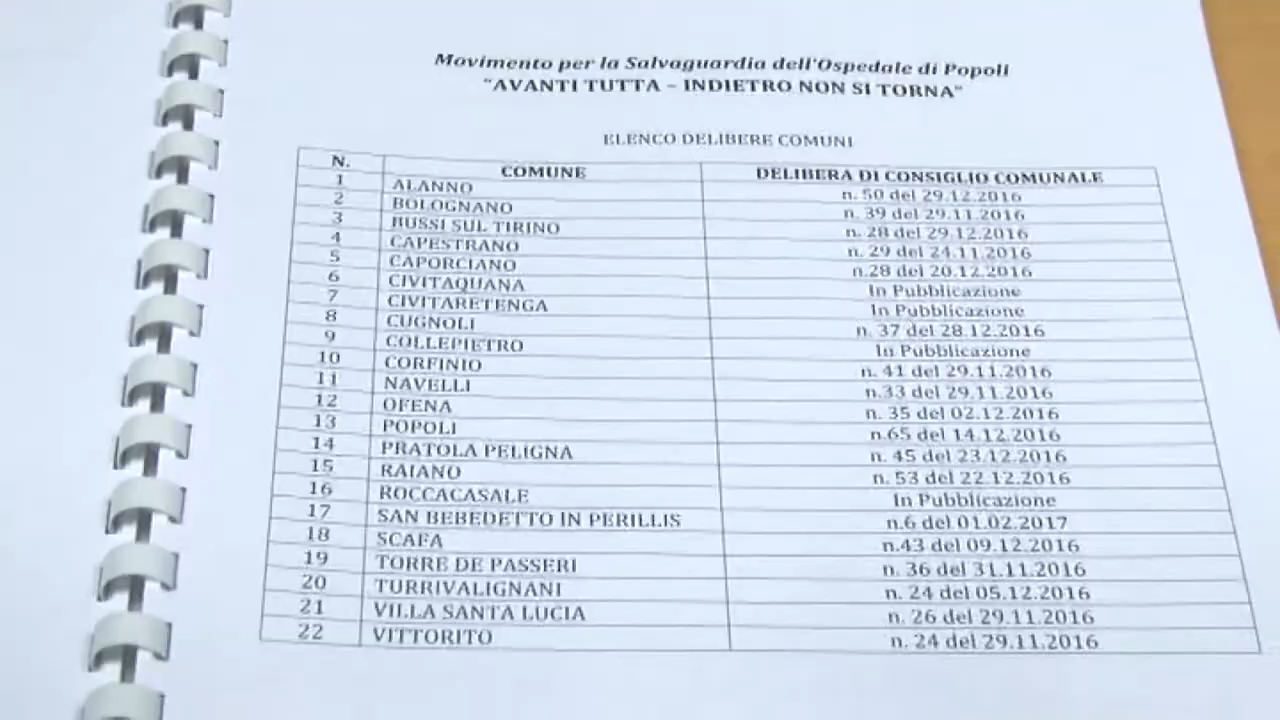 Movimento per la Salvaguardia dell'Ospedale di Popoli
"AVANTI TUTTA – INDIETRO NON SI TORNA"
ELENCO DELIBERE COMUNI
N. COMUNE DELIBERA DI CONSIGLIO COMUNALE
1 ALANNO n. 50 del 29.12.2016
2 BOLOGNANO n. 39 del 29.11.2016
3 BUSSI SUL TIRINO n. 28 del 29.12.2016
4 CAPESTRANO n. 29 del 24.11.2016
5 CAPORCIANO n.28 del 20.12.2016
6 CIVITAQUANA In Pubblicazione
7 CIVITARETENGA In Pubblicazione
8 CUGNOLI n. 37 del 28.12.2016
9 COLLEPIETRO In Pubblicazione
10 CORFINIO n. 41 del 29.11.2016
11 NAVELLI n.33 del 29.11.2016
12 OFENA n. 35 del 02.12.2016
13 POPOLI n.65 del 14.12.2016
14 PRATOLA PELIGNA n. 45 del 23.12.2016
15 RAIANO n. 53 del 22.12.2016
16 ROCCACASALE In Pubblicazione
17 SAN BEBEDETTO IN PERILLIS n.6 del 01.02.2017
18 SCAFA n.43 del 09.12.2016
19 TORRE DE PASSERI n. 36 del 31.11.2016
20 TURRIVALIGNANI n. 24 del 05.12.2016
21 VILLA SANTA LUCIA n. 26 del 29.11.2016
22 VITTORITO n. 24 del 29.11.2016